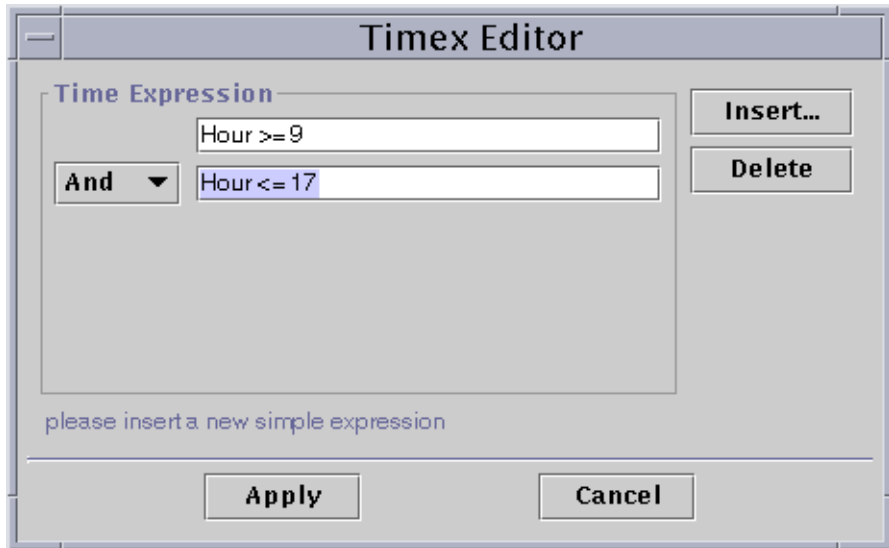 Timex Editor
Time Expression
Hour >= 9
Insert...
And
Hour <= 17
Delete
please insert a new simple expression
Apply
Cancel